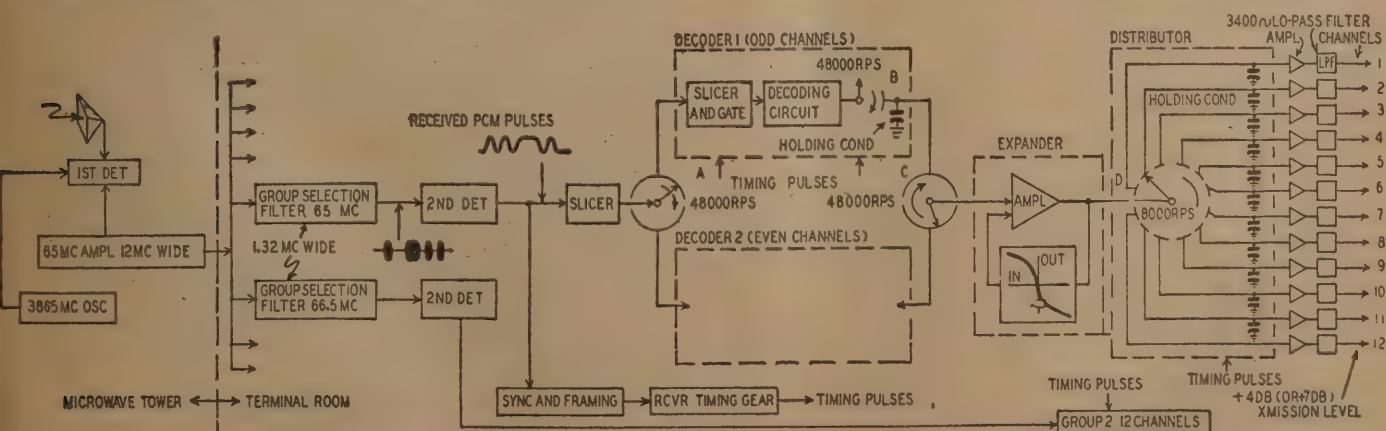 1ST DET
65MC AMPL 12MC WIDE
3865 MC OSC
MICROWAVE TOWER
TERMINAL ROOM
GROUP SELECTION
FILTER 65 MC
1.32 MC WIDE
GROUP SELECTION
FILTER 66.5 MC
2ND DET
2ND DET
RECEIVED PCM PULSES
SLICER
SYNC AND FRAMING
RCVR TIMING GEAR
TIMING PULSES
48000RPS
DECODER 1 (ODD CHANNELS)
48000RPS
B
SLICER
AND GATE
DECODING
CIRCUIT
HOLDING COND
A
TIMING PULSES
C
48000RPS
DECODER 2 (EVEN CHANNELS)
EXPANDER
AMPL
OUT
IN
DISTRIBUTOR
HOLDING COND
D
8000RPS
3400~LO-PASS FILTER
AMPL
CHANNELS
LPF
1
2
3
4
5
6
7
8
9
10
11
12
TIMING PULSES
TIMING PULSES
+4DB (OR+7DB)
XMISSION LEVEL
GROUP 2 12 CHANNELS